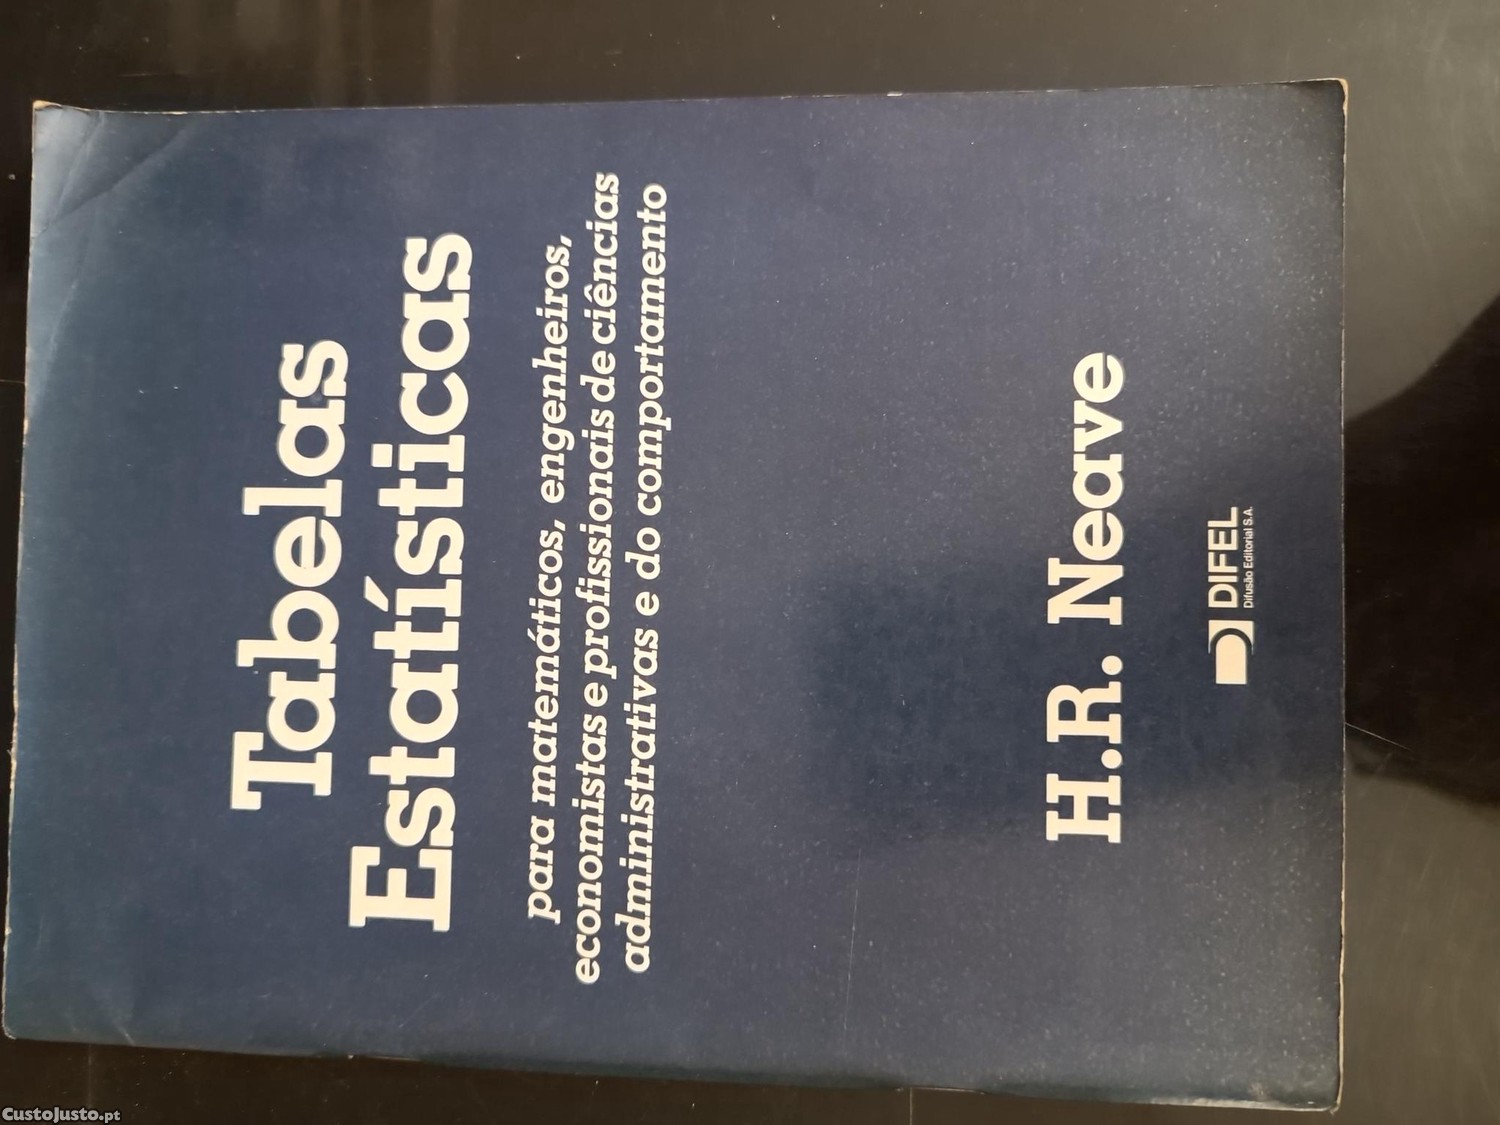 Tabelas
Estatísticas
para matemáticos, engenheiros,
economistas e profissionais de ciências
administrativas e do comportamento
H.R. Neave
DIFEL
Difusão Editorial S.A.
CustoJusto.pt